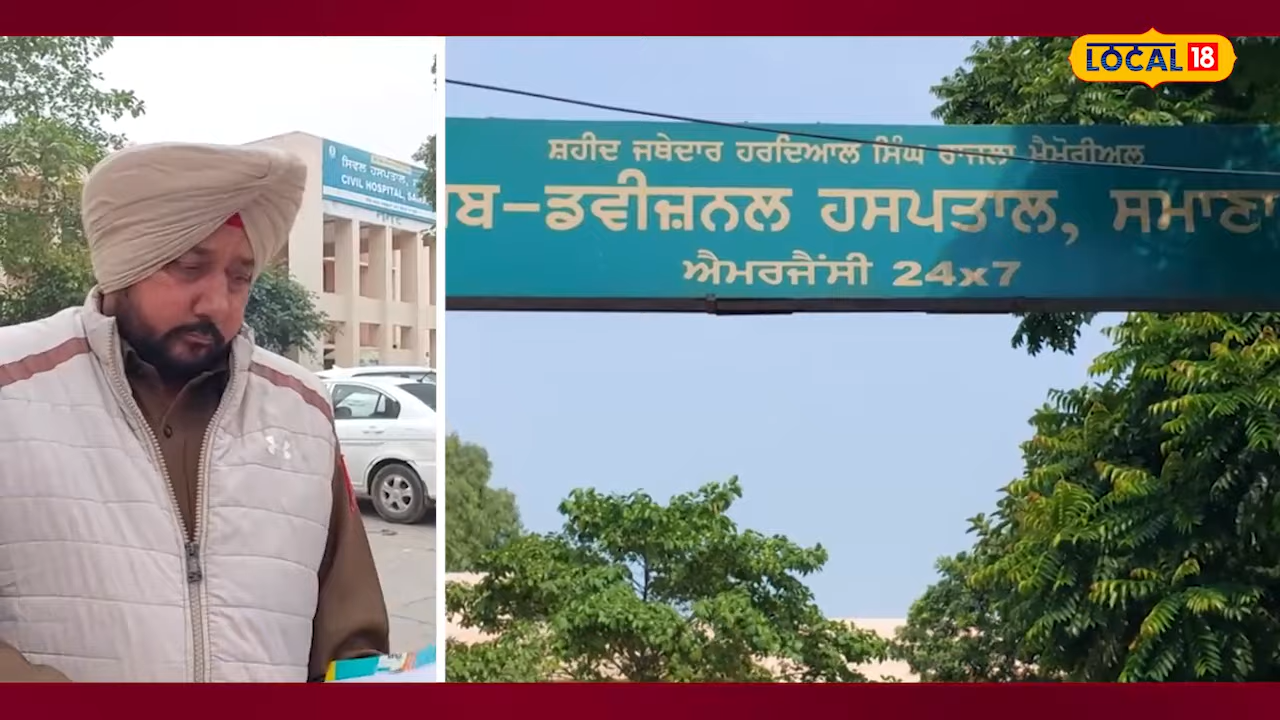 LOCAL 18
ਸਿਵਲ ਹਸਪਤਾਲ,
CIVIL HOSPITAL,
ਸ਼ਹੀਦ ਜਥੇਦਾਰ ਹਰਦਿਆਲ ਸਿੰਘ ਰਾਜਲਾ ਮੈਮੋਰੀਅਲ
ਬ-ਡਵੀਜ਼ਨਲ ਹਸਪਤਾਲ, ਸਮਾਣਾ
ਐਮਰਜੈਂਸੀ 24x7